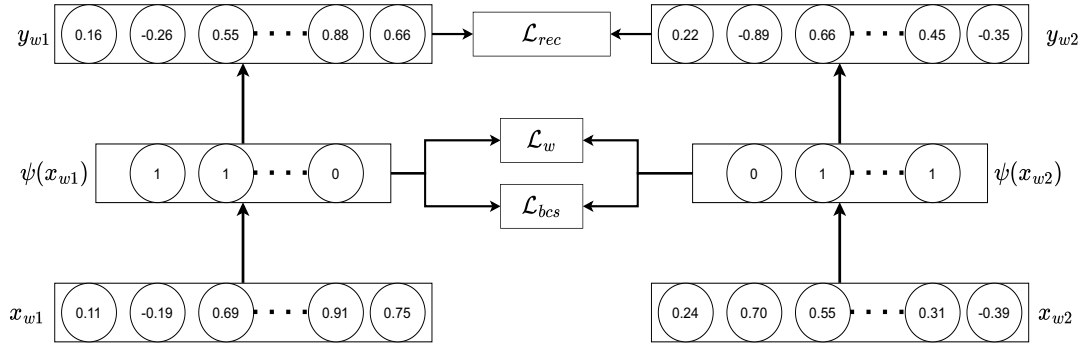 y_{w1} 0.16 -0.26 0.55 0.88 0.66 ℒ_{rec} 0.22 -0.89 0.66 0.45 -0.35 y_{w2}
ℒ_w
ψ(x_{w1}) 1 1 0 0 1 1 ψ(x_{w2})
ℒ_{bcs}
x_{w1} 0.11 -0.19 0.69 0.91 0.75 0.24 0.70 0.55 0.31 -0.39 x_{w2}